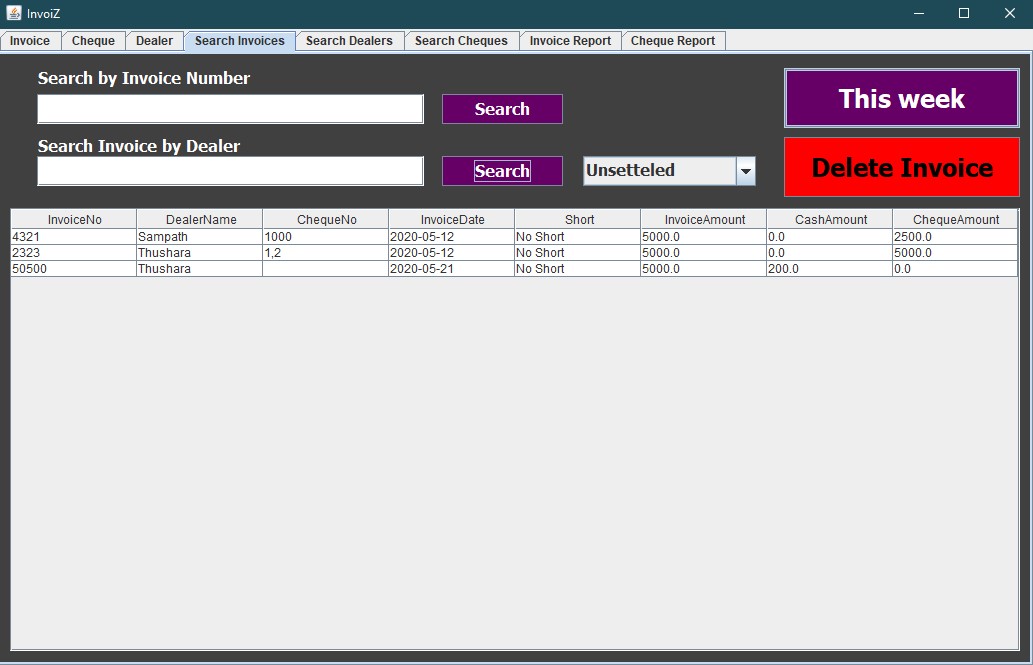 InvoiZ
Invoice Cheque Dealer Search Invoices Search Dealers Search Cheques Invoice Report Cheque Report
Search by Invoice Number
Search
This week
Search Invoice by Dealer
Search
Unsetteled
Delete Invoice
InvoiceNo DealerName ChequeNo InvoiceDate Short InvoiceAmount CashAmount ChequeAmount
4321 Sampath 1000 2020-05-12 No Short 5000.0 0.0 2500.0
2323 Thushara 1,2 2020-05-12 No Short 5000.0 0.0 5000.0
50500 Thushara 2020-05-21 No Short 5000.0 200.0 0.0